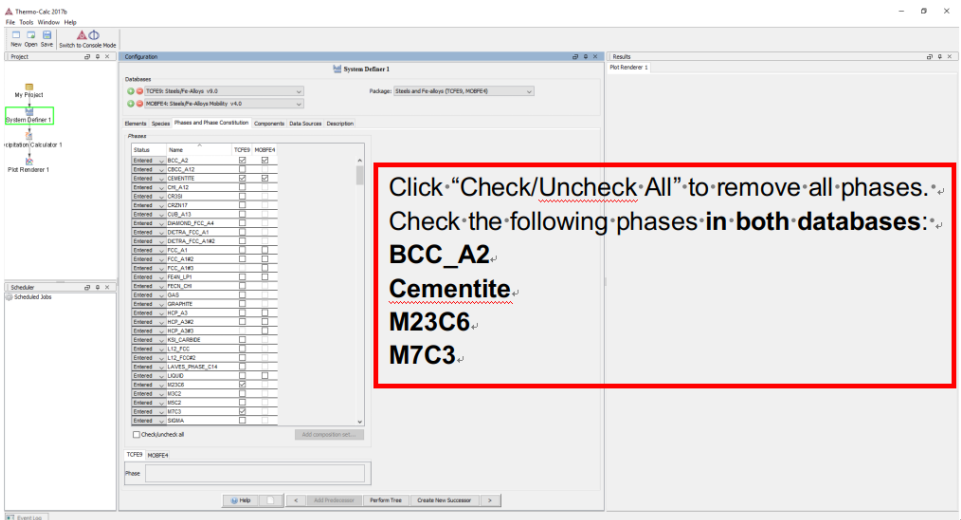 Thermo-Calc 2017b
File Tools Window Help
New Open Save Switch to Console Mode
Project
Configuration
Results
System Definer 1
Plot Renderer 1
My Project
System Definer 1
cipitation Calculator 1
Plot Renderer 1
Databases
TCFE9: Steels/Fe-Alloys v9.0
Package: Steels and Fe-alloys (TCFE9, MOBFE4)
MOBFE4: Steels/Fe-Alloys Mobility v4.0
Elements Species Phases and Phase Constitution Components Data Sources Description
Phases
Status Name TCFE9 MOBFE4
Entered BCC_A2
Entered CBCC_A12
Entered CEMENTITE
Entered CHI_A12
Entered CR3SI
Entered CRZN17
Entered CUB_A13
Entered DIAMOND_FCC_A4
Entered DICTRA_FCC_A1
Entered DICTRA_FCC_A1#2
Entered FCC_A1
Entered FCC_A1#2
Entered FCC_A1#3
Entered FE4N_LP1
Entered FECN_CHI
Entered GAS
Entered GRAPHITE
Entered HCP_A3
Entered HCP_A3#2
Entered HCP_A3#3
Entered KSI_CARBIDE
Entered L12_FCC
Entered L12_FCC#2
Entered LAVES_PHASE_C14
Entered LIQUID
Entered M23C6
Entered M3C2
Entered M5C2
Entered M7C3
Entered SIGMA
Check/uncheck all
Add composition set...
TCFE9 MOBFE4
Phase
Help < Add Predecessor Perform Tree Create New Successor >
Scheduler
Scheduled Jobs
Event Log
Click “Check/Uncheck All” to remove all phases.
Check the following phases in both databases:
BCC_A2
Cementite
M23C6
M7C3